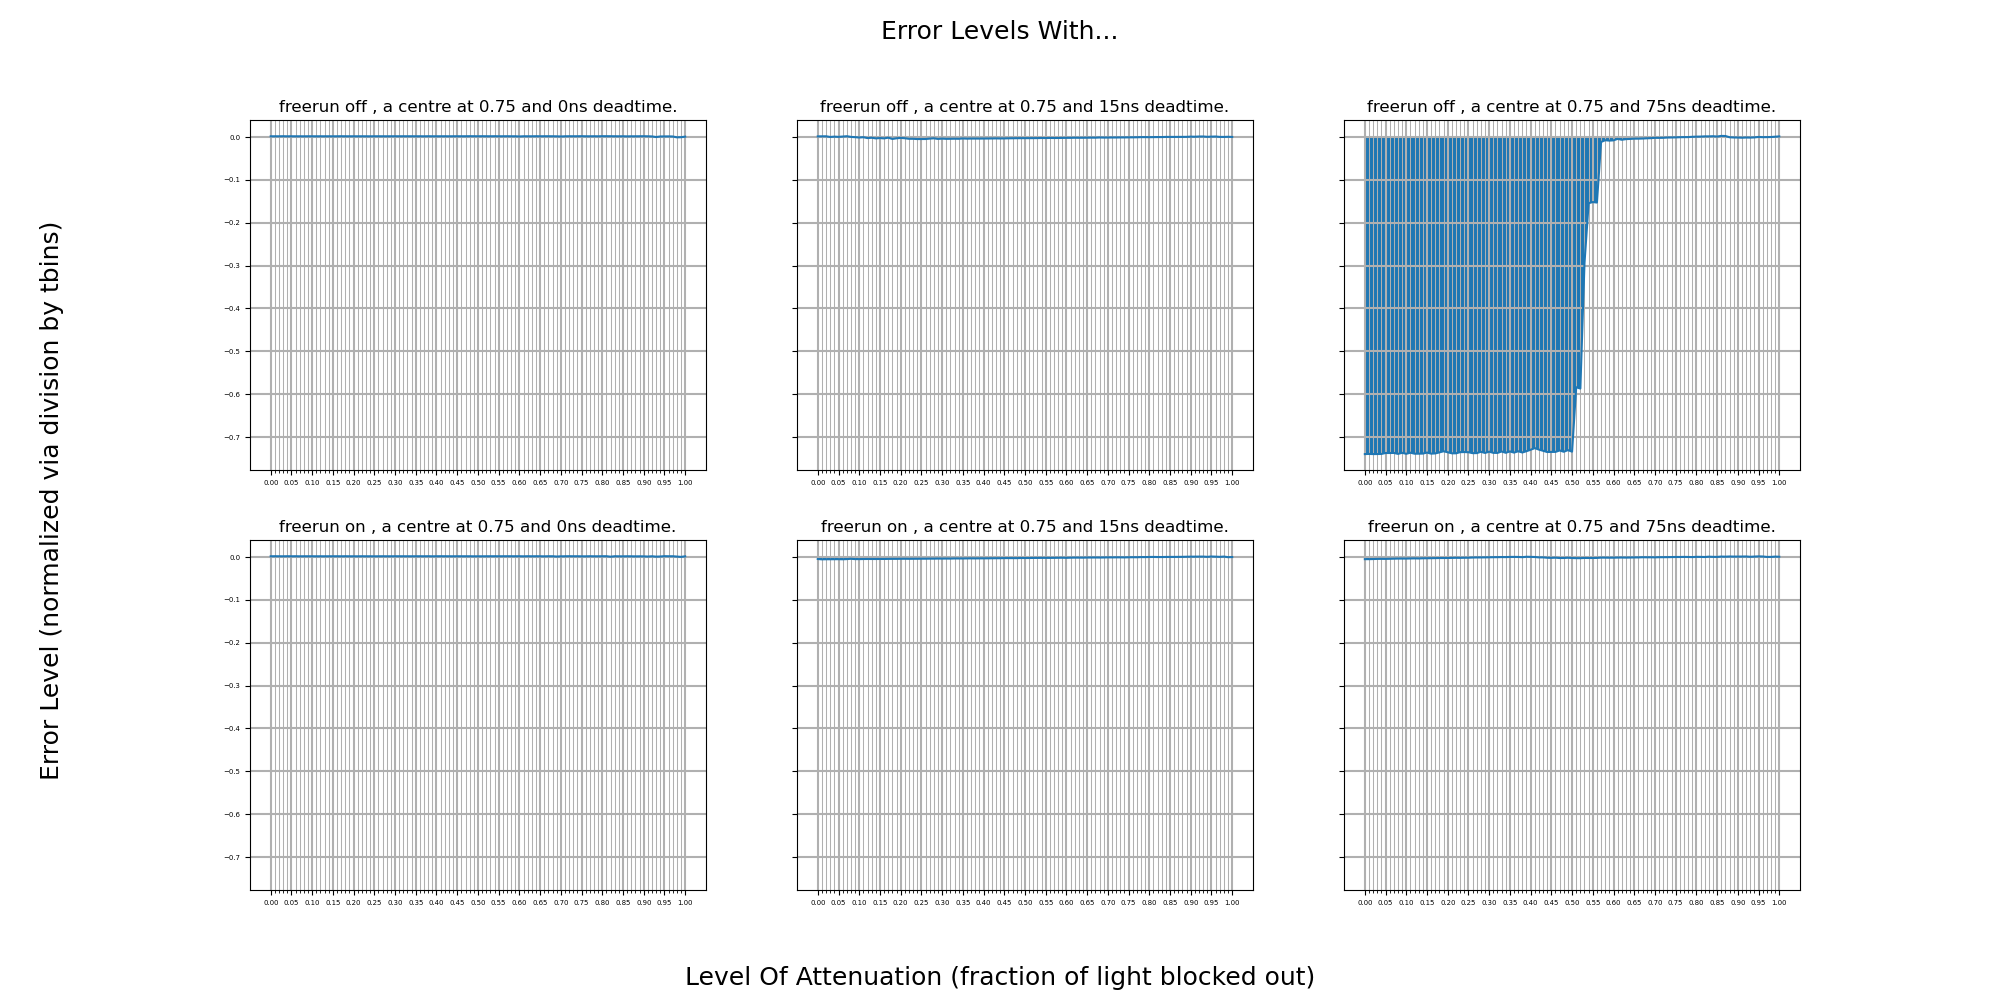 Error Levels With...
freerun off , a centre at 0.75 and 0ns deadtime.
freerun off , a centre at 0.75 and 15ns deadtime.
freerun off , a centre at 0.75 and 75ns deadtime.
0.0
−0.1
−0.2
−0.3
−0.4
−0.5
−0.6
−0.7
0.00 0.05 0.10 0.15 0.20 0.25 0.30 0.35 0.40 0.45 0.50 0.55 0.60 0.65 0.70 0.75 0.80 0.85 0.90 0.95 1.00
0.00 0.05 0.10 0.15 0.20 0.25 0.30 0.35 0.40 0.45 0.50 0.55 0.60 0.65 0.70 0.75 0.80 0.85 0.90 0.95 1.00
0.00 0.05 0.10 0.15 0.20 0.25 0.30 0.35 0.40 0.45 0.50 0.55 0.60 0.65 0.70 0.75 0.80 0.85 0.90 0.95 1.00
freerun on , a centre at 0.75 and 0ns deadtime.
freerun on , a centre at 0.75 and 15ns deadtime.
freerun on , a centre at 0.75 and 75ns deadtime.
0.0
−0.1
−0.2
−0.3
−0.4
−0.5
−0.6
−0.7
0.00 0.05 0.10 0.15 0.20 0.25 0.30 0.35 0.40 0.45 0.50 0.55 0.60 0.65 0.70 0.75 0.80 0.85 0.90 0.95 1.00
0.00 0.05 0.10 0.15 0.20 0.25 0.30 0.35 0.40 0.45 0.50 0.55 0.60 0.65 0.70 0.75 0.80 0.85 0.90 0.95 1.00
0.00 0.05 0.10 0.15 0.20 0.25 0.30 0.35 0.40 0.45 0.50 0.55 0.60 0.65 0.70 0.75 0.80 0.85 0.90 0.95 1.00
Error Level (normalized via division by tbins)
Level Of Attenuation (fraction of light blocked out)